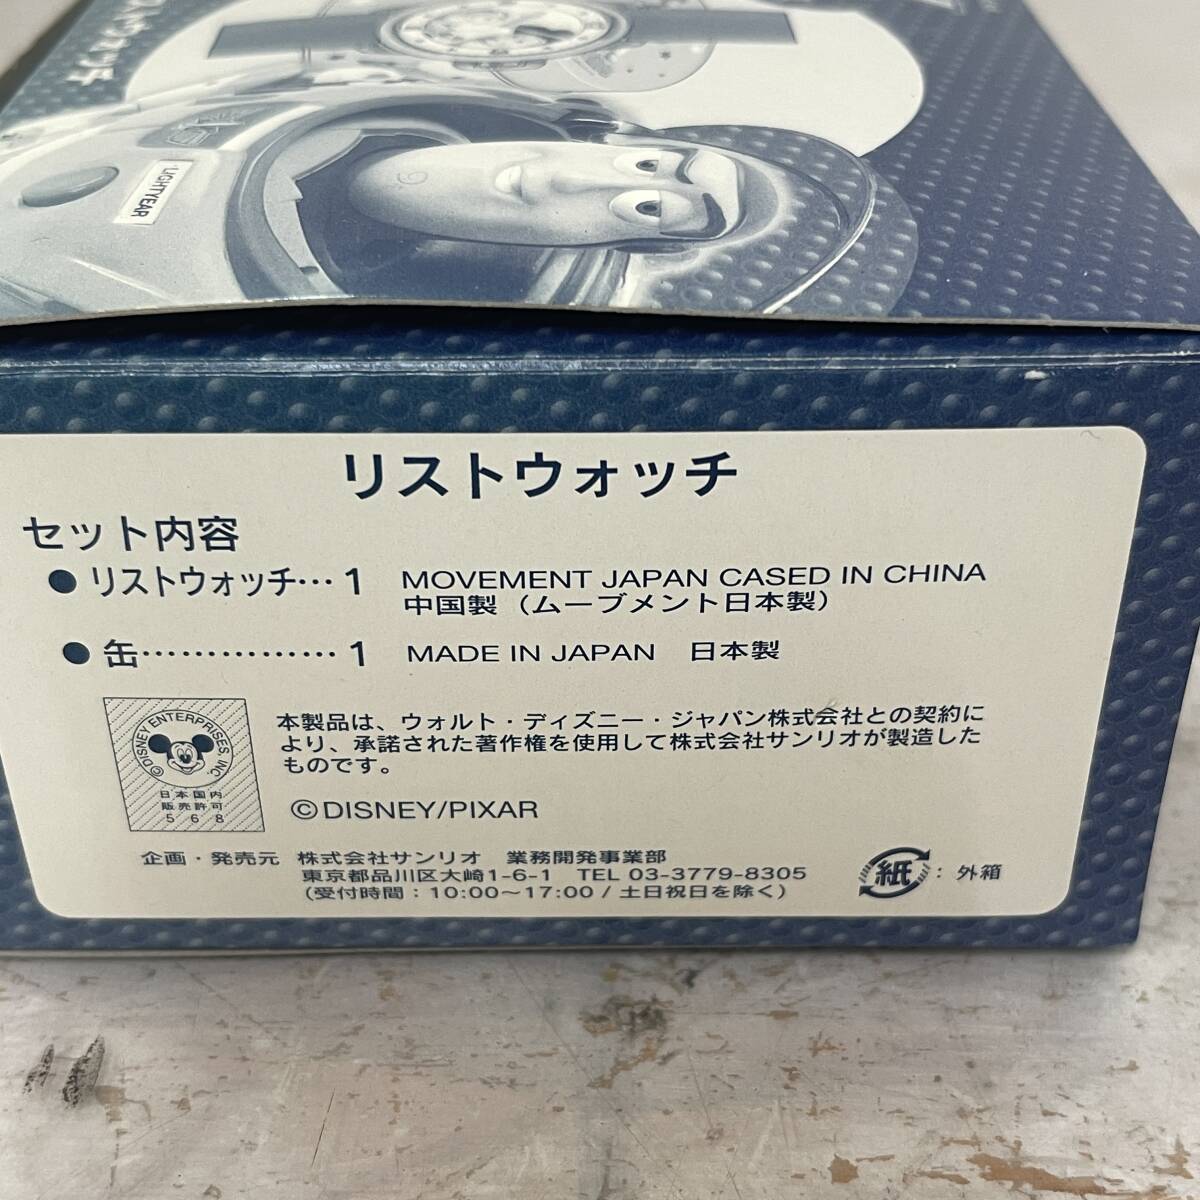 LIGHTYEAR
リストウォッチ
セット内容
● リストウォッチ… 1 MOVEMENT JAPAN CASED IN CHINA
中国製（ムーブメント日本製）
● 缶…………… 1 MADE IN JAPAN 日本製
本製品は、ウォルト・ディズニー・ジャパン株式会社との契約に
より、承諾された著作権を使用して株式会社サンリオが製造した
ものです。
©DISNEY ENTERPRISES, INC.
日本国内
販売許可
568
©DISNEY/PIXAR
企画・発売元 株式会社サンリオ 業務開発事業部
東京都品川区大崎1-6-1 TEL 03-3779-8305
（受付時間：10:00～17:00 / 土日祝日を除く）
紙：外箱